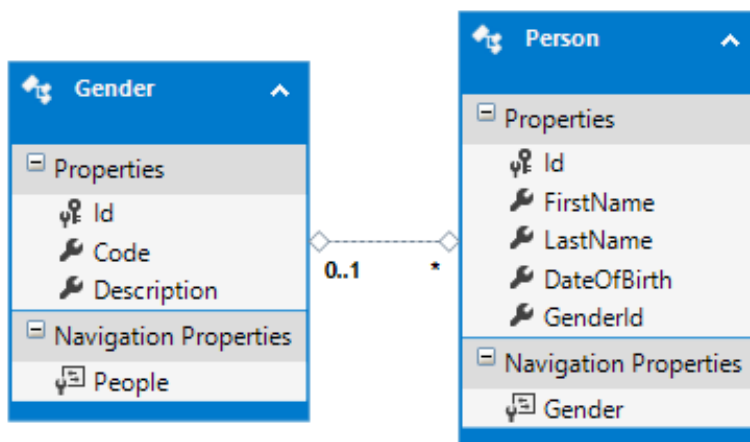 Gender
Properties
Id
Code
Description
Navigation Properties
People
0..1
*
Person
Properties
Id
FirstName
LastName
DateOfBirth
GenderId
Navigation Properties
Gender